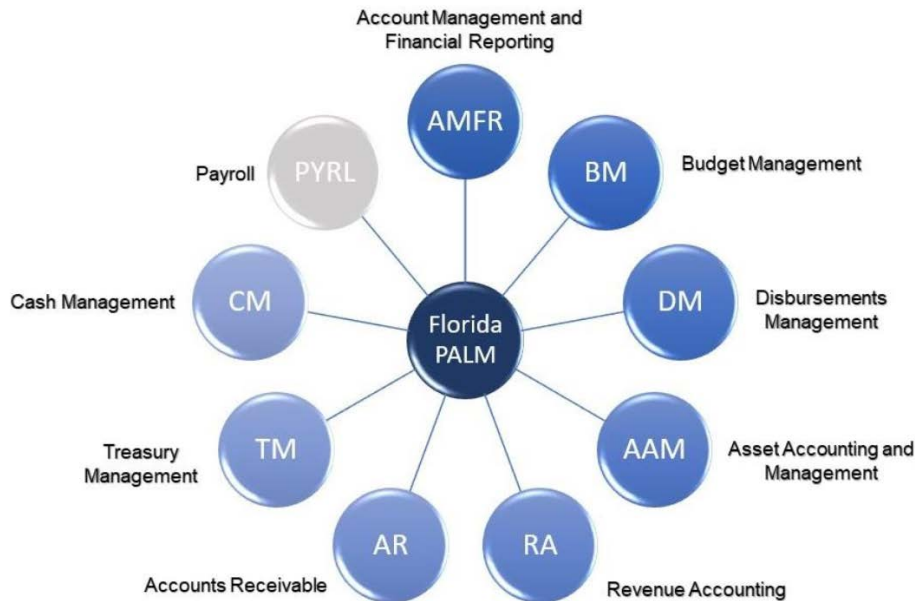 Account Management and
Financial Reporting
AMFR
BM
Budget Management
DM
Disbursements
Management
AAM
Asset Accounting and
Management
RA
Revenue Accounting
AR
Accounts Receivable
TM
Treasury
Management
CM
Cash Management
PYRL
Payroll
Florida
PALM